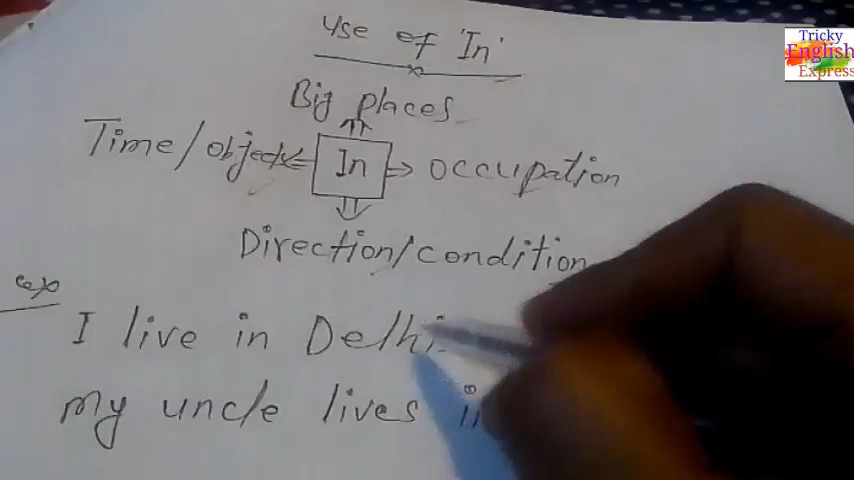 Use of 'In'
Tricky
English
Express
Big places
Time/object
In
occupation
Direction/condition
ex
I live in Delhi
my uncle lives